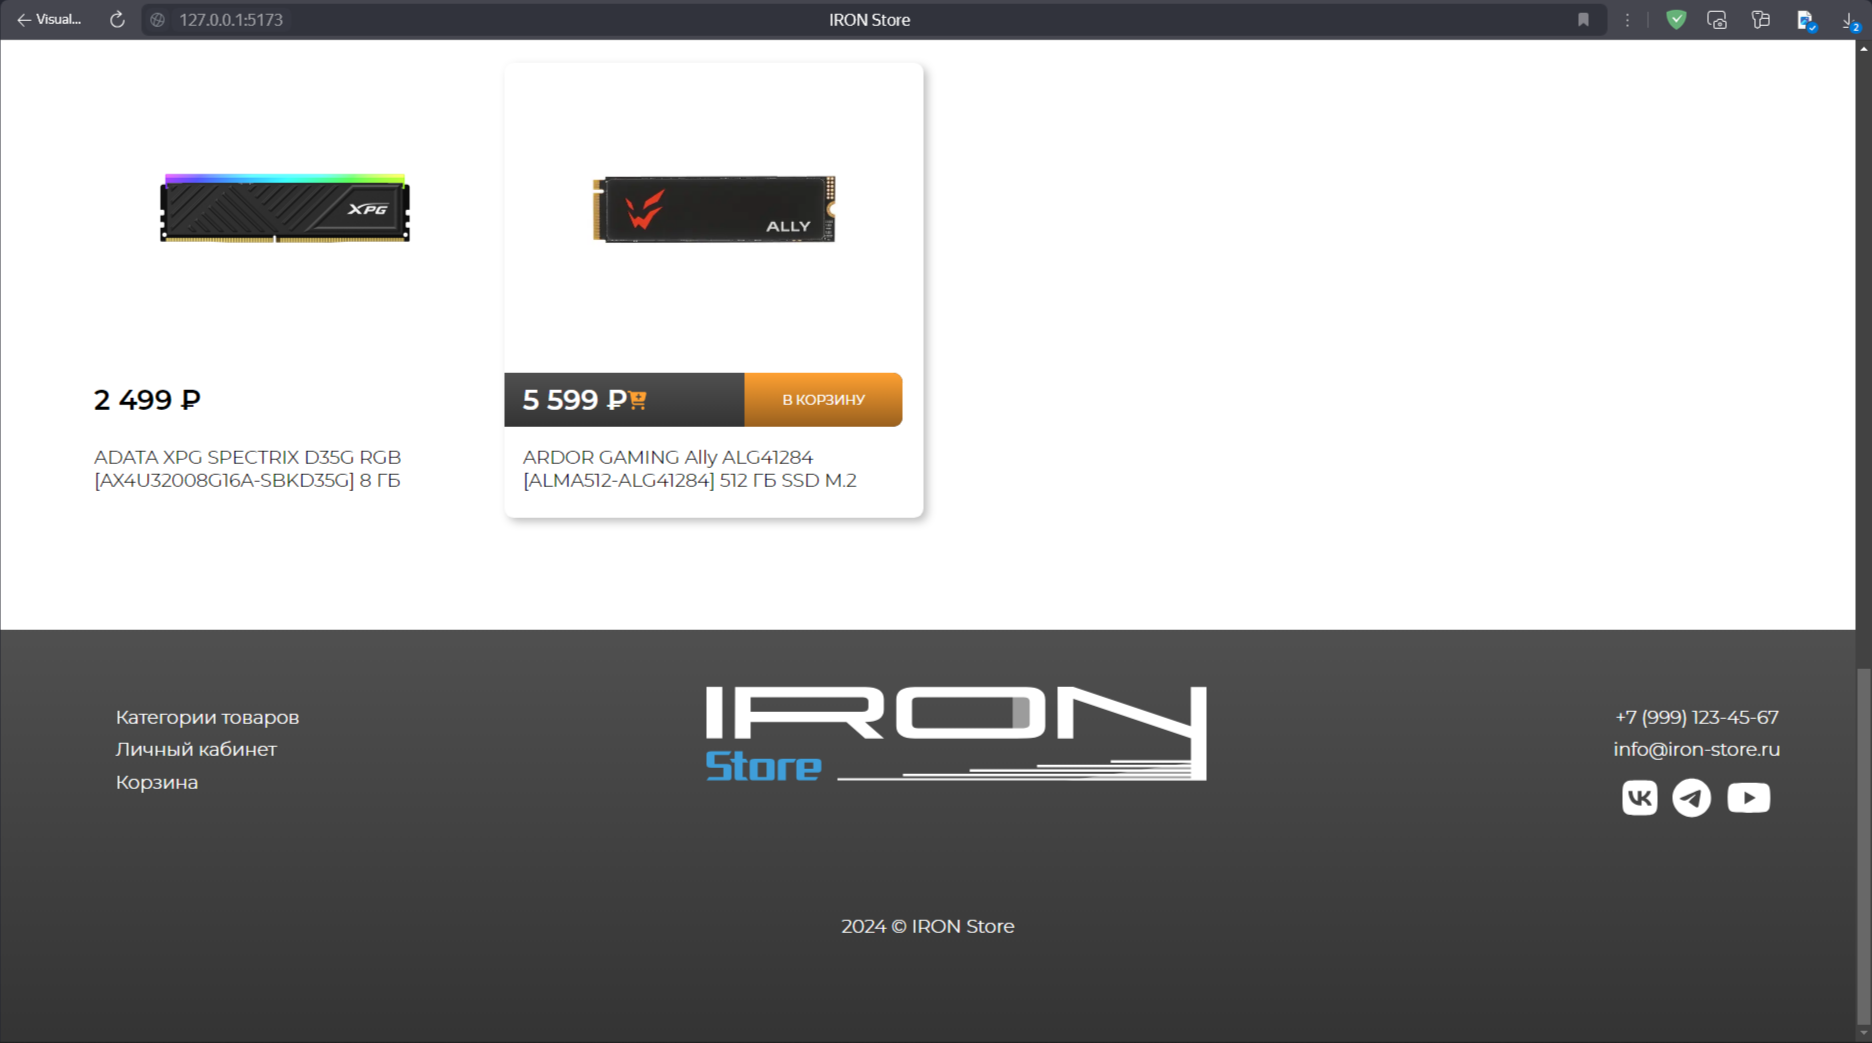 Visual...
127.0.0.1:5173
IRON Store
2
XPG
ALLY
2 499 ₽
5 599 ₽
В КОРЗИНУ
ADATA XPG SPECTRIX D35G RGB
[AX4U32008G16A-SBKD35G] 8 ГБ
ARDOR GAMING Ally ALG41284
[ALMA512-ALG41284] 512 ГБ SSD M.2
Категории товаров
Личный кабинет
Корзина
IRON
Store
+7 (999) 123-45-67
info@iron-store.ru
2024 © IRON Store